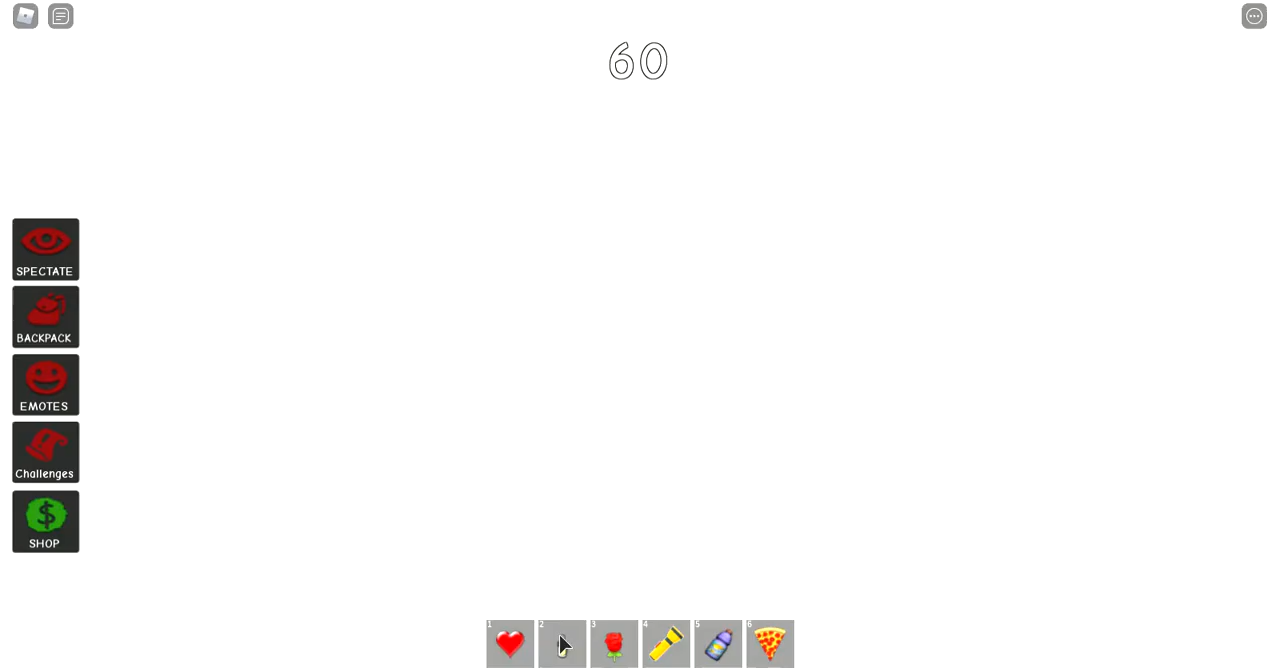 60
SPECTATE
BACKPACK
EMOTES
Challenges
$
SHOP
1 2 3 4 5 6